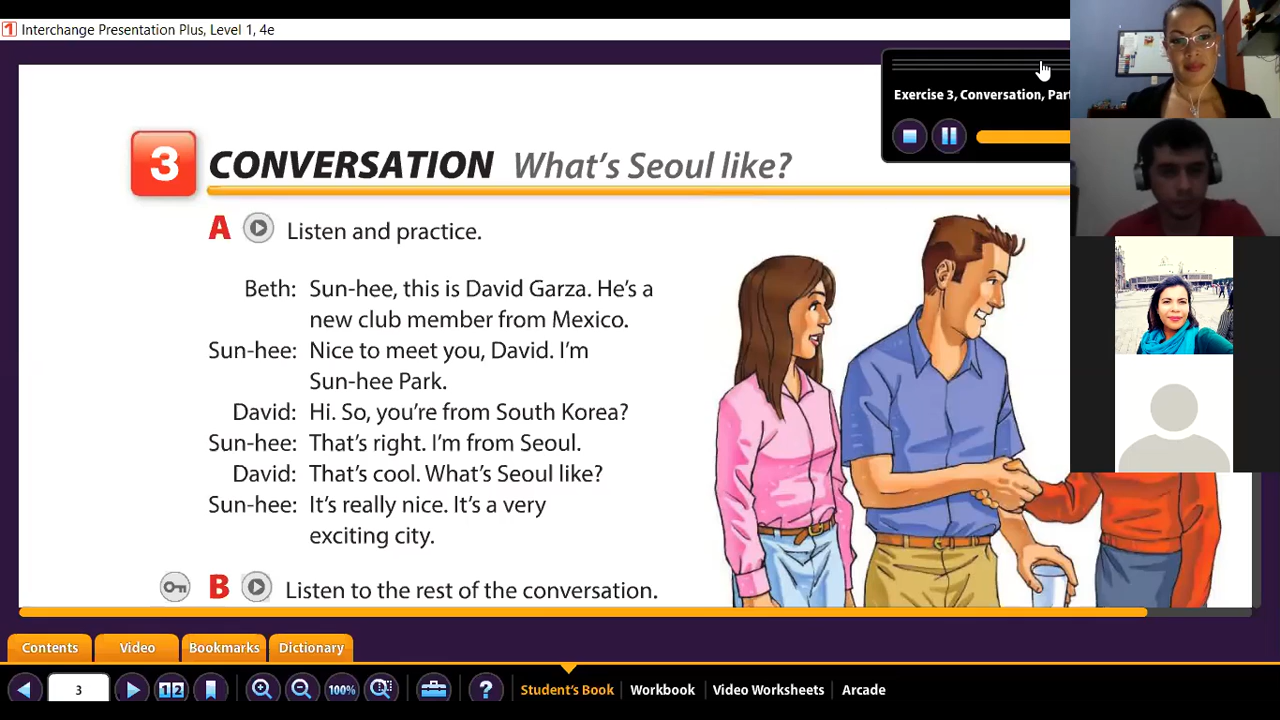 Interchange Presentation Plus, Level 1, 4e
Exercise 3, Conversation, Part
3 CONVERSATION What's Seoul like?
A Listen and practice.
Beth: Sun-hee, this is David Garza. He's a
new club member from Mexico.
Sun-hee: Nice to meet you, David. I'm
Sun-hee Park.
David: Hi. So, you're from South Korea?
Sun-hee: That's right. I'm from Seoul.
David: That's cool. What's Seoul like?
Sun-hee: It's really nice. It's a very
exciting city.
B Listen to the rest of the conversation.
Contents Video Bookmarks Dictionary
3 12 100% ? Student's Book Workbook Video Worksheets Arcade